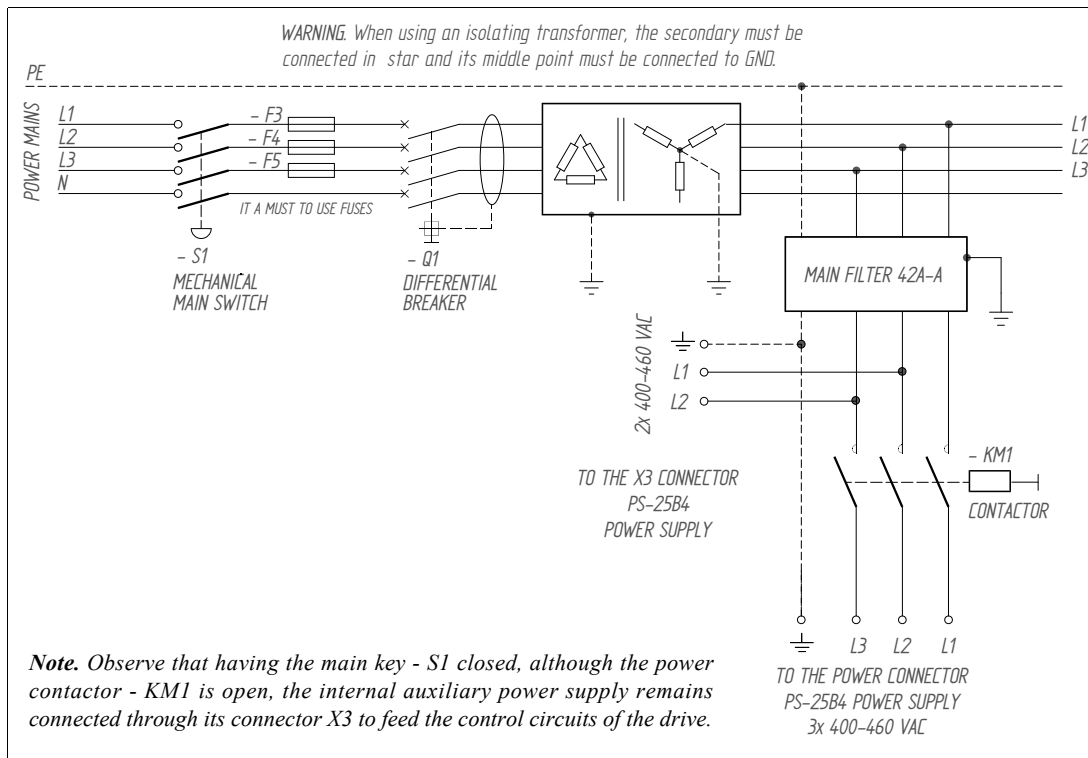 WARNING. When using an isolating transformer, the secondary must be
connected in star and its middle point must be connected to GND.
PE
POWER MAINS
L1
L2
L3
N
- F3
- F4
- F5
IT A MUST TO USE FUSES
- S1
MECHANICAL
MAIN SWITCH
- Q1
DIFFERENTIAL
BREAKER
L1
L2
L3
MAIN FILTER 42A-A
2x 400-460 VAC
L1
L2
TO THE X3 CONNECTOR
PS-25B4
POWER SUPPLY
- KM1
CONTACTOR
L3 L2 L1
TO THE POWER CONNECTOR
PS-25B4 POWER SUPPLY
3x 400-460 VAC
Note. Observe that having the main key - S1 closed, although the power
contactor - KM1 is open, the internal auxiliary power supply remains
connected through its connector X3 to feed the control circuits of the drive.